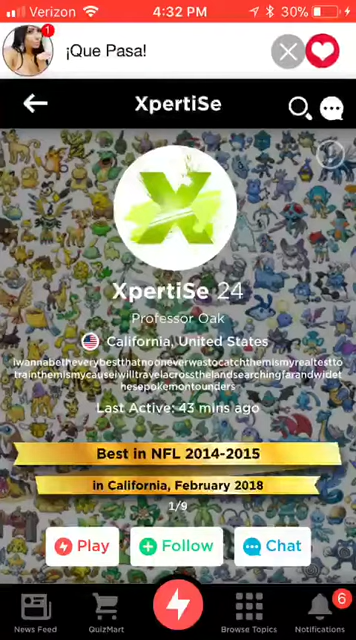 Verizon 4:32 PM 30%
1
¡Que Pasa!
XpertiSe
X
XpertiSe 24
Professor Oak
California, United States
iwannabetheverybestthatnooneverwastocatchthemismyrealtestto
trainthemismycauseiwilltravelacrossthelandsearchingfarandwidet
hesepokemontounders
Last Active: 43 mins ago
Best in NFL 2014-2015
in California, February 2018
1/9
Play Follow Chat
6
News Feed QuizMart Browse Topics Notifications